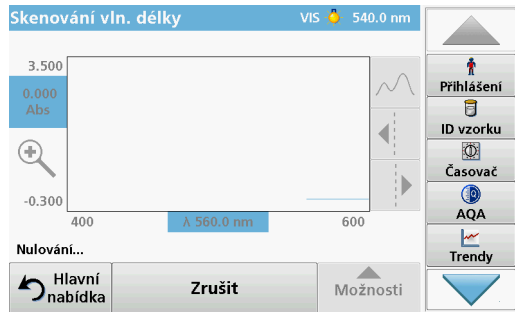 Skenování vln. délky
VIS 540.0 nm
3.500
0.000
Abs
-0.300
400
λ 560.0 nm
600
Nulování...
Hlavní
nabídka
Zrušit
Možnosti
Přihlášení
ID vzorku
Časovač
AQA
Trendy